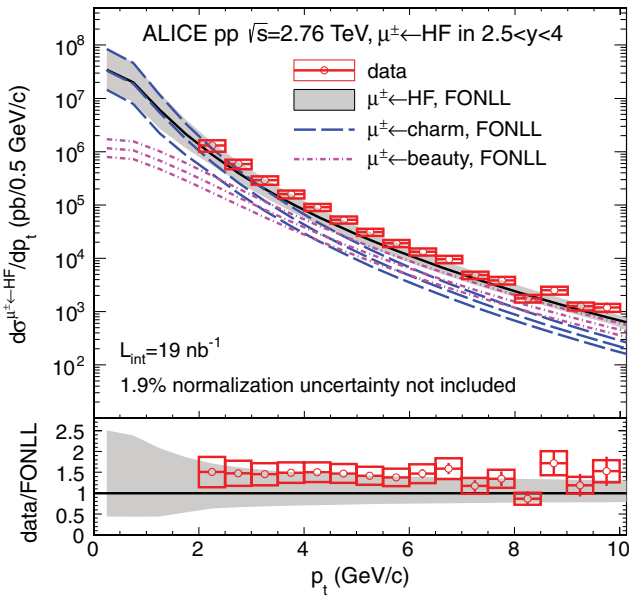 ALICE pp √s=2.76 TeV, μ±←HF in 2.5<y<4
data
μ±←HF, FONLL
μ±←charm, FONLL
μ±←beauty, FONLL
dσ^μ±←HF/dp_t (pb/0.5 GeV/c)
10^8
10^7
10^6
10^5
10^4
10^3
10^2
L_int=19 nb^-1
1.9% normalization uncertainty not included
data/FONLL
2.5
2
1.5
1
0.5
0
0 2 4 6 8 10
p_t (GeV/c)